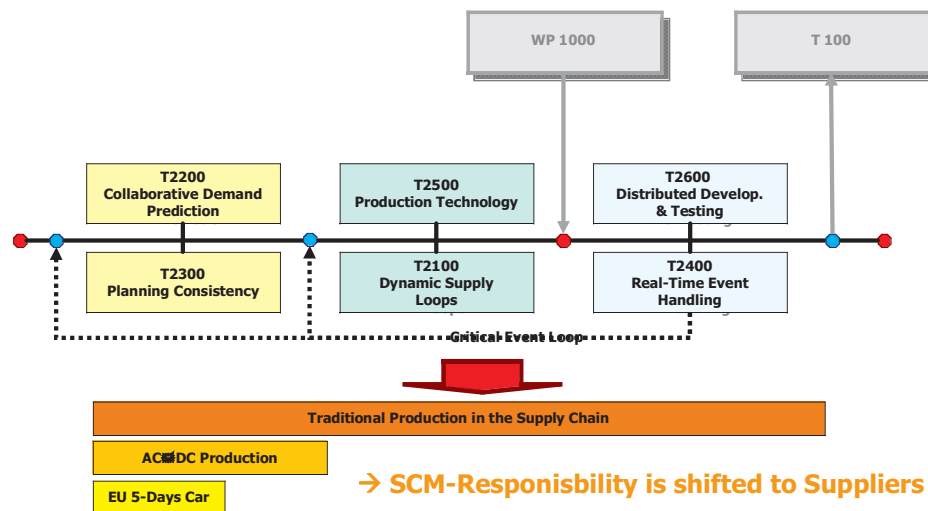 WP 1000
T 100
T2200
Collaborative Demand
Prediction
T2500
Production Technology
T2600
Distributed Develop.
& Testing
T2300
Planning Consistency
T2100
Dynamic Supply
Loops
T2400
Real-Time Event
Handling
Critical Event Loop
Traditional Production in the Supply Chain
DC Production
EU 5-Days Car
→ SCM-Responisbility is shifted to Suppliers